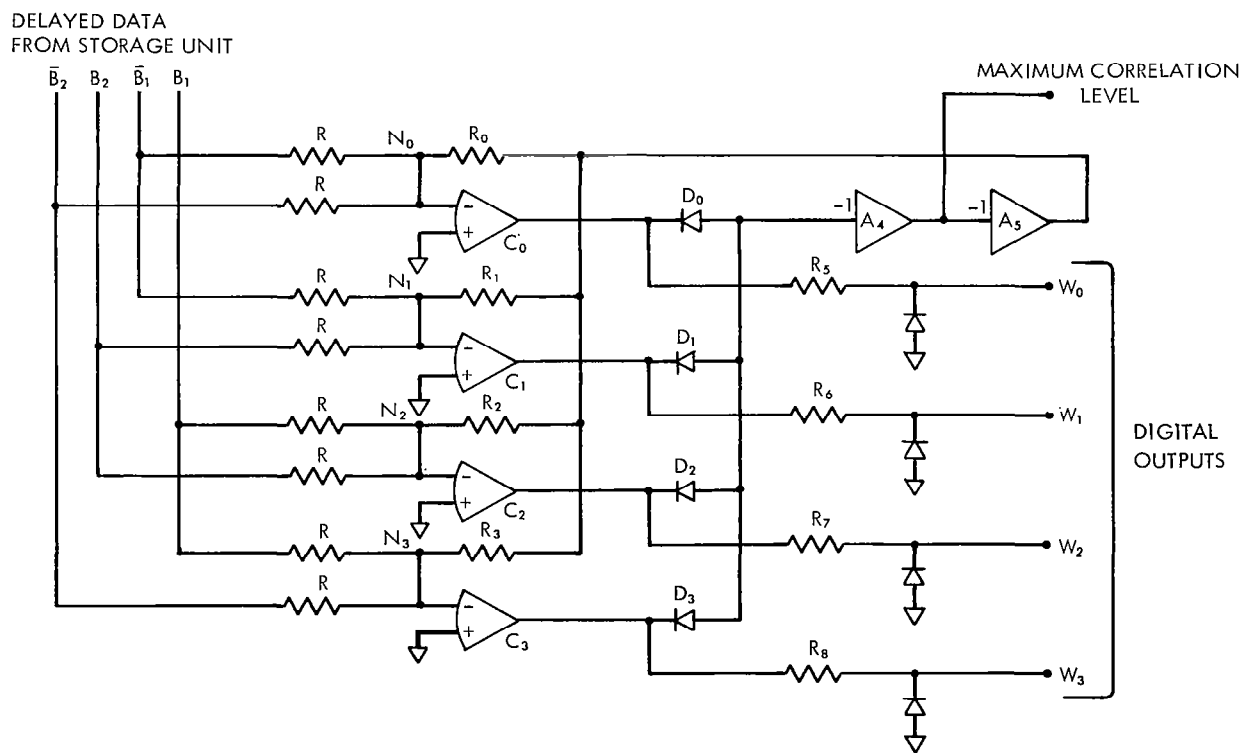 DELAYED DATA
FROM STORAGE UNIT
B̄₂ B₂ B̄₁ B₁
MAXIMUM CORRELATION
LEVEL
R N₀ R₀
R
− + C₀
D₀
−1 A₄
−1 A₅
R₅ W₀
R N₁ R₁
R
− + C₁
D₁
R₆ W₁
R N₂ R₂
R
− + C₂
D₂
R₇ W₂
R N₃ R₃
R
− + C₃
D₃
R₈ W₃
DIGITAL
OUTPUTS